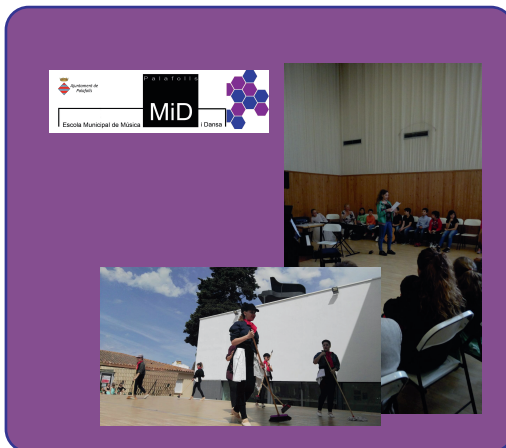 Ajuntament de
Palafolls
Palafolls
MiD
Escola Municipal de Música
i Dansa